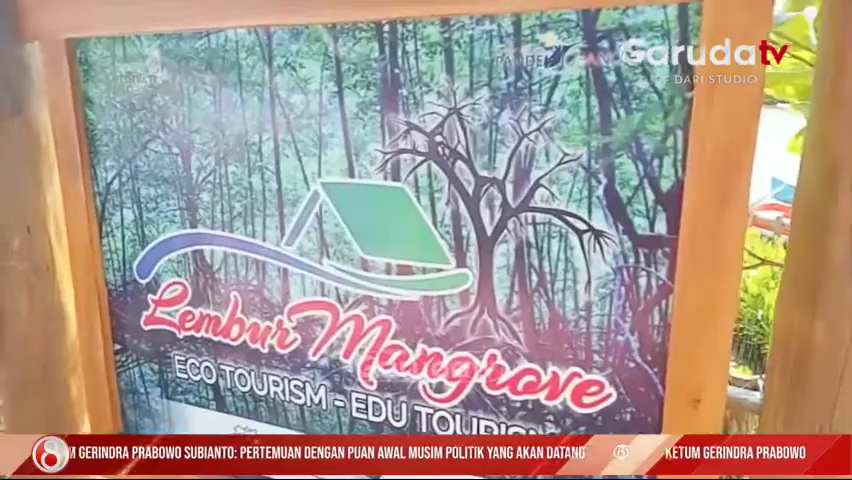 Garudatv
DARI STUDIO
Lembur Mangrove
ECO TOURISM - EDU TOURISM
M GERINDRA PRABOWO SUBIANTO: PERTEMUAN DENGAN PUAN AWAL MUSIM POLITIK YANG AKAN DATANG
KETUM GERINDRA PRABOWO